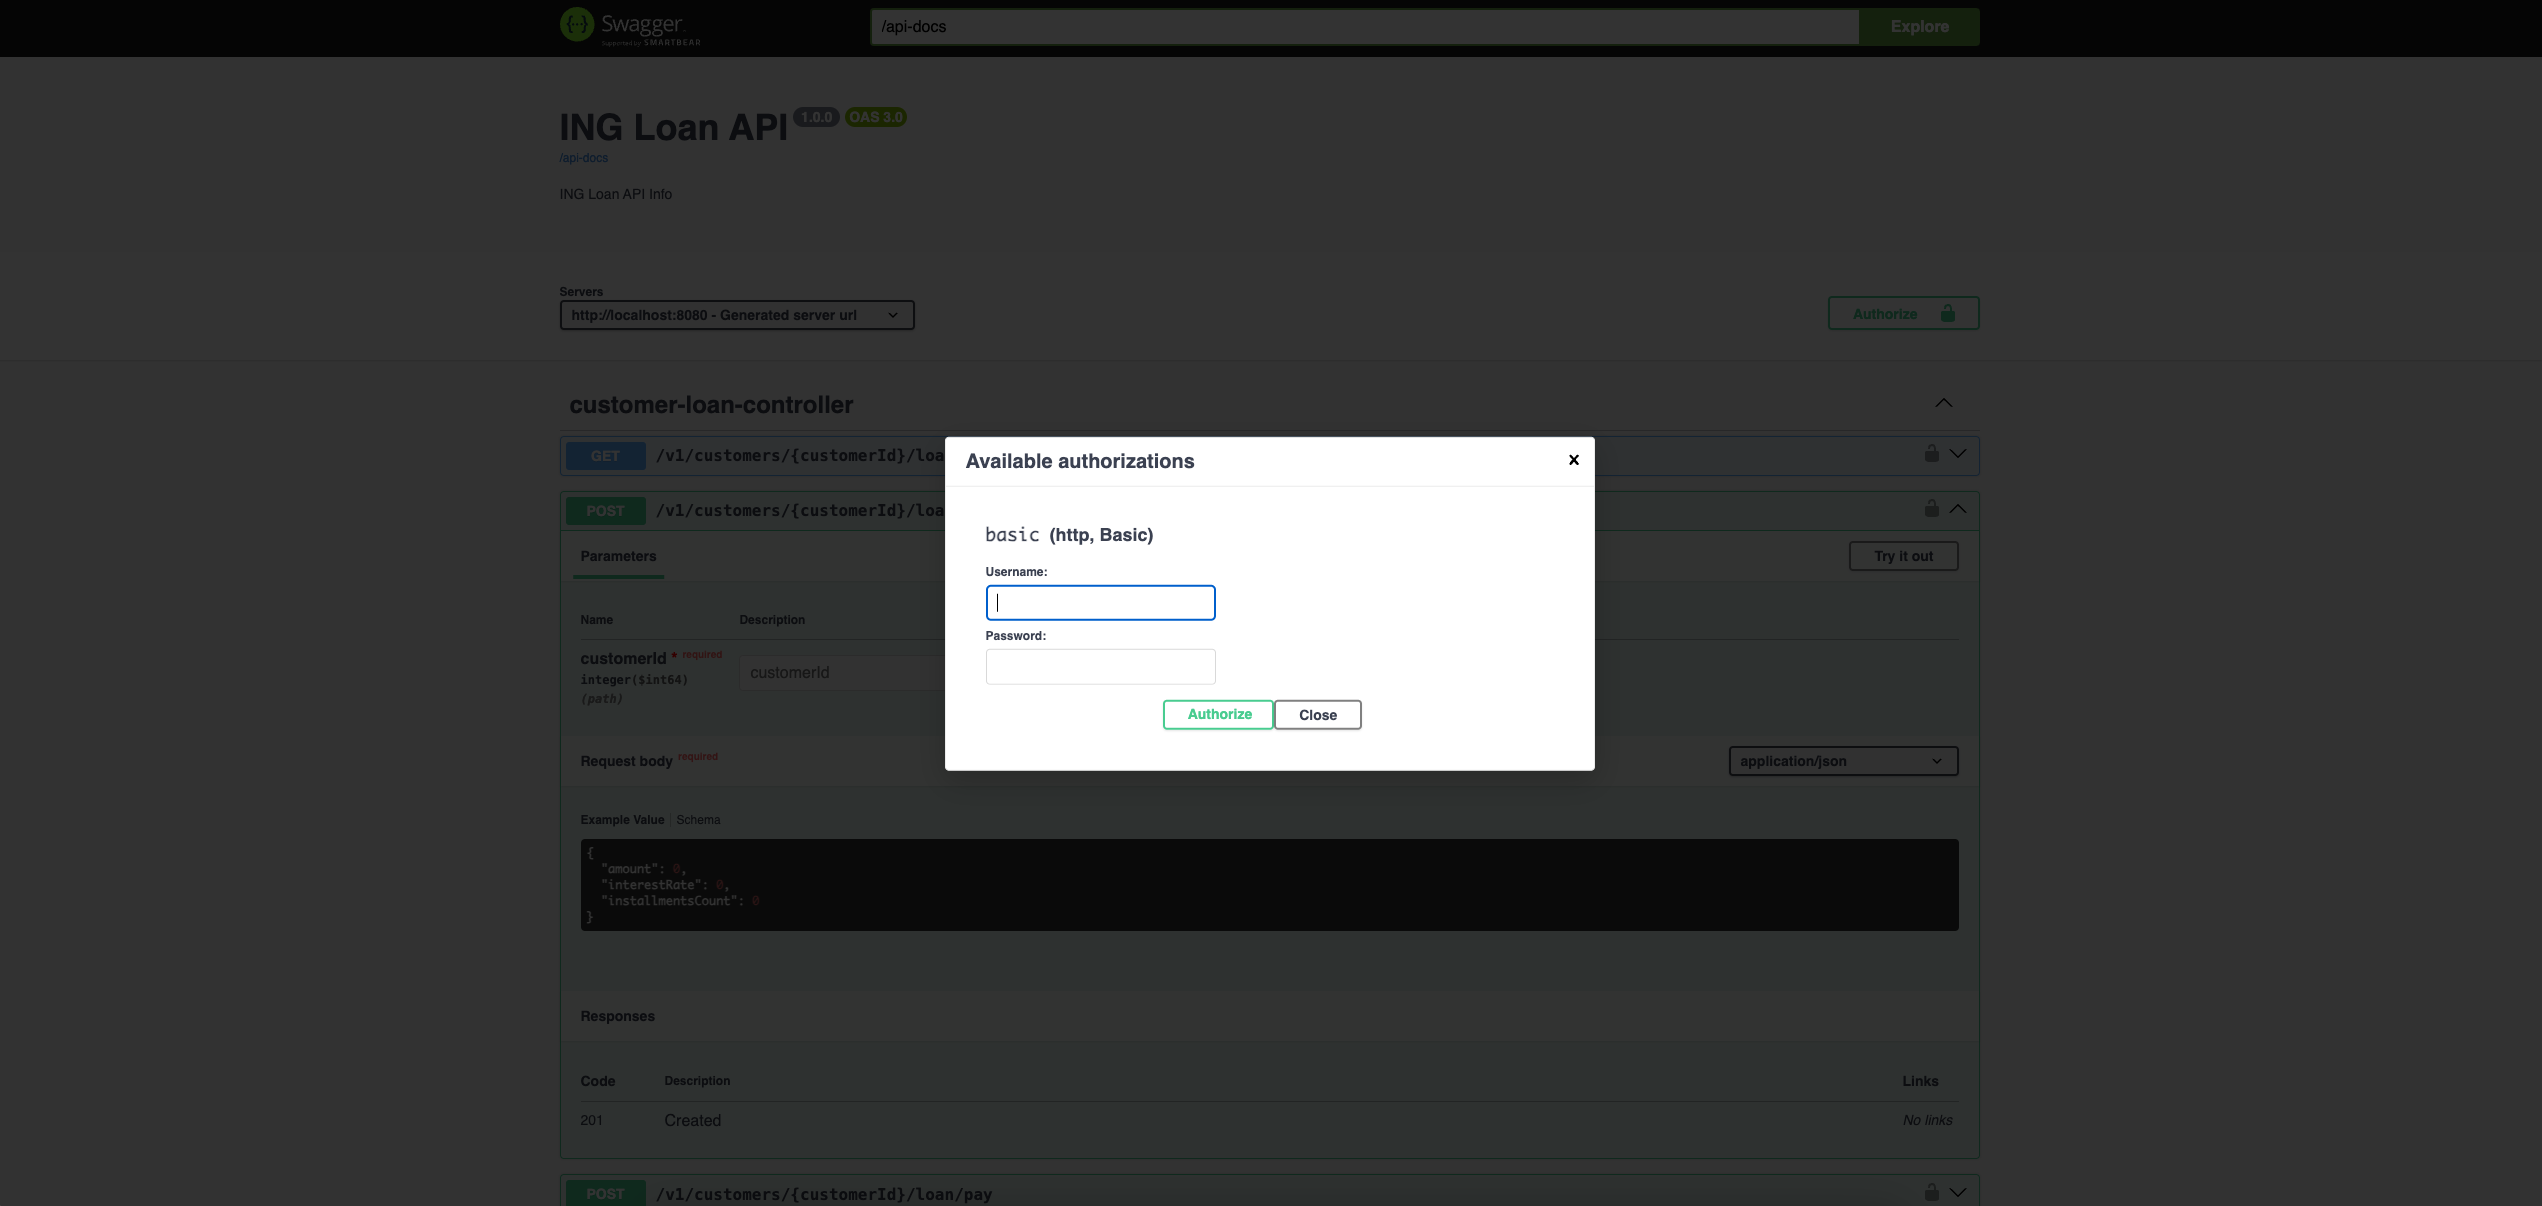 {···} Swagger
Supported by SMARTBEAR
/api-docs
Explore
ING Loan API 1.0.0 OAS 3.0
/api-docs
ING Loan API Info
Servers
http://localhost:8080 - Generated server url
Authorize
customer-loan-controller
GET /v1/customers/{customerId}/loa
POST /v1/customers/{customerId}/loa
Available authorizations
basic (http, Basic)
Username:
Password:
Authorize
Close
Parameters
Try it out
Name Description
customerId * required
integer($int64)
(path)
customerId
Request body required
application/json
Example Value Schema
{
"amount": 0,
"interestRate": 0,
"installmentsCount": 0
}
Responses
Code Description Links
201 Created No links
POST /v1/customers/{customerId}/loan/pay